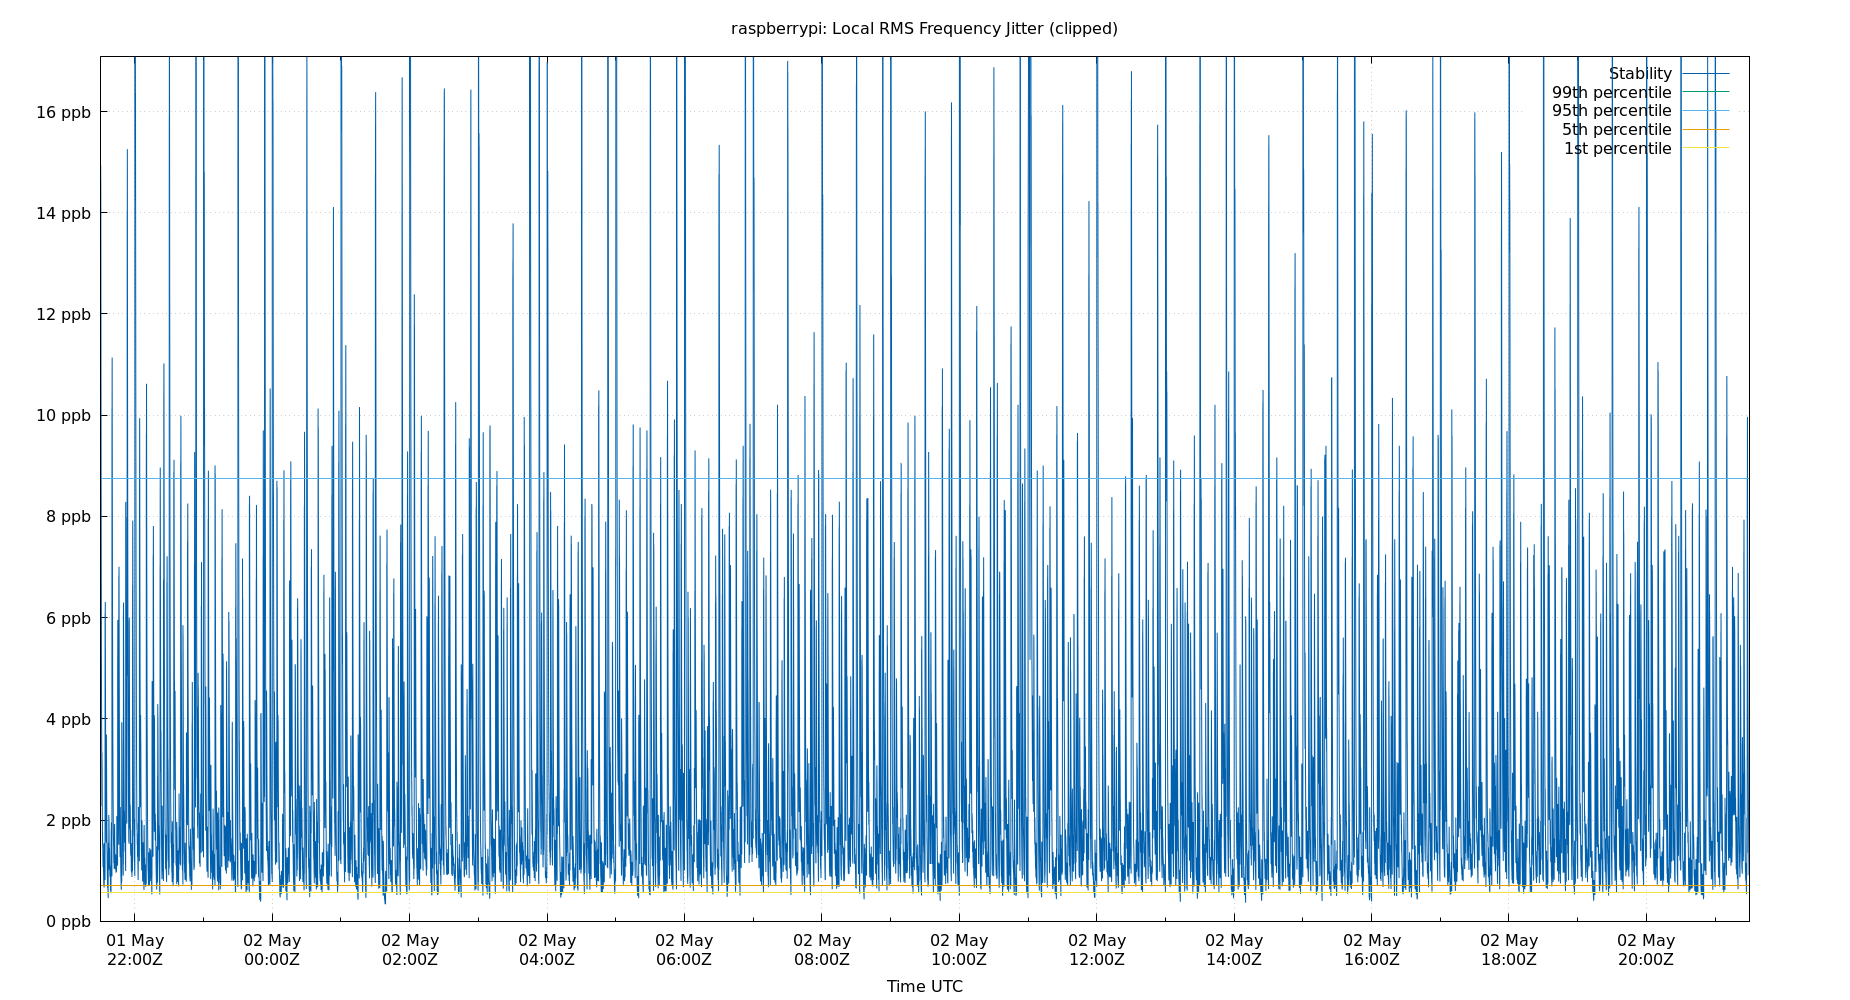 raspberrypi: Local RMS Frequency Jitter (clipped)
Stability
99th percentile
95th percentile
5th percentile
1st percentile
16 ppb
14 ppb
12 ppb
10 ppb
8 ppb
6 ppb
4 ppb
2 ppb
0 ppb
01 May 02 May 02 May 02 May 02 May 02 May 02 May 02 May 02 May 02 May 02 May 02 May
22:00Z 00:00Z 02:00Z 04:00Z 06:00Z 08:00Z 10:00Z 12:00Z 14:00Z 16:00Z 18:00Z 20:00Z
Time UTC